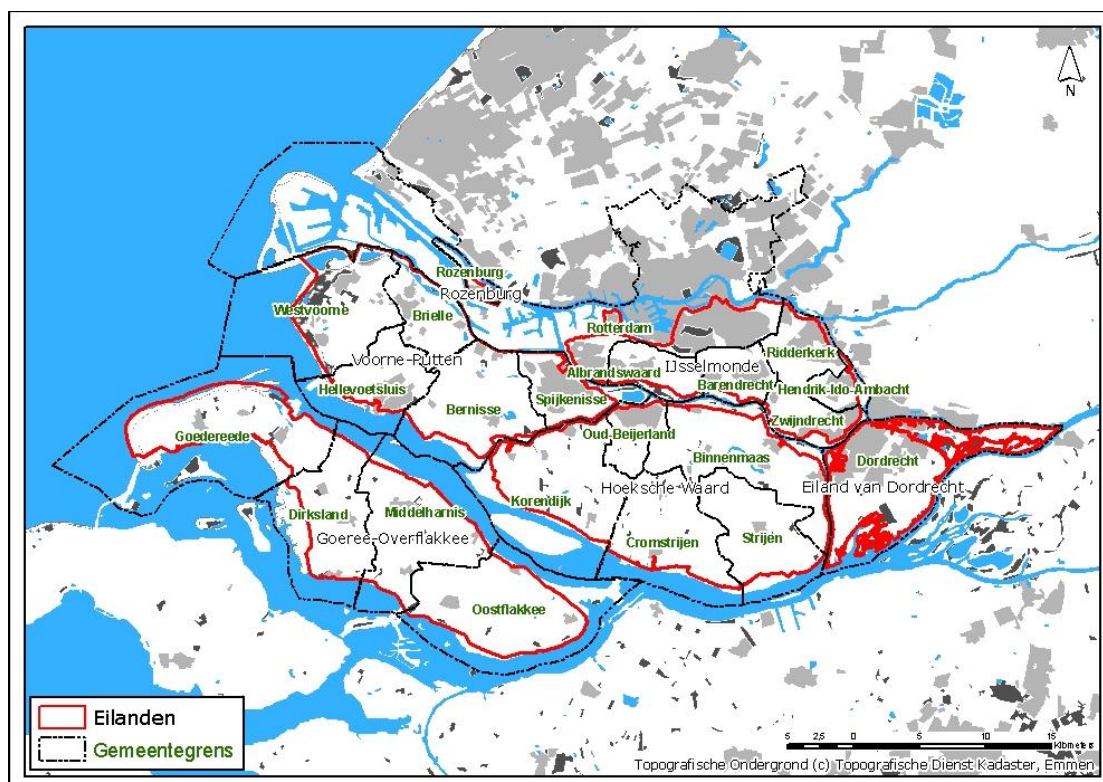 N
Rozenburg
Rozenburg
Westvoorne
Brielle
Rotterdam
Ridderkerk
Voorne-Putten
IJsselmonde
Albrandswaard
Hellevoetsluis
Barendrecht
Hendrik-Ido-Ambacht
Bernisse
Spijkenisse
Zwijndrecht
Goedereede
Oud-Beijerland
Binnenmaas
Dordrecht
Hoeksche Waard
Eiland van Dordrecht
Korendijk
Dirksland
Middelharnis
Goeree-Overflakkee
Cromstrijen
Strijen
Oostflakkee
Eilanden
Gemeentegrens
5 2,5 0 5 10 15
Kilometers
Topografische Ondergrond (c) Topografische Dienst Kadaster, Emmen